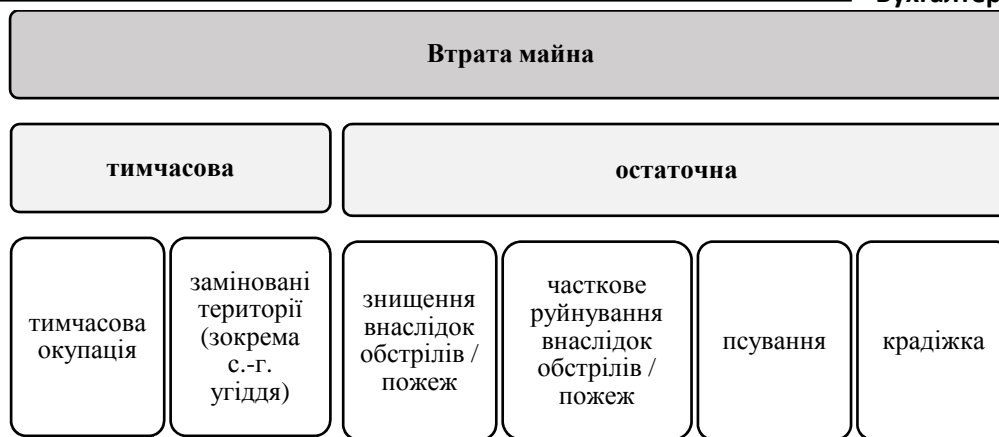 Втрата майна
тимчасова
остаточна
тимчасова
окупація
заміновані
території
(зокрема
с.-г.
угіддя)
знищення
внаслідок
обстрілів /
пожеж
часткове
руйнування
внаслідок
обстрілів /
пожеж
псування
крадіжка